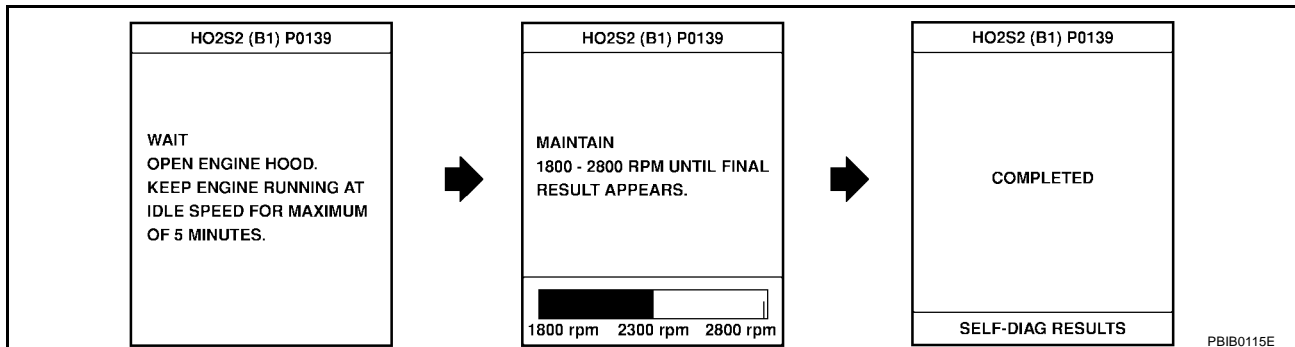 HO2S2 (B1) P0139
WAIT
OPEN ENGINE HOOD.
KEEP ENGINE RUNNING AT
IDLE SPEED FOR MAXIMUM
OF 5 MINUTES.
HO2S2 (B1) P0139
MAINTAIN
1800 - 2800 RPM UNTIL FINAL
RESULT APPEARS.
1800 rpm 2300 rpm 2800 rpm
HO2S2 (B1) P0139
COMPLETED
SELF-DIAG RESULTS
PBIB0115E